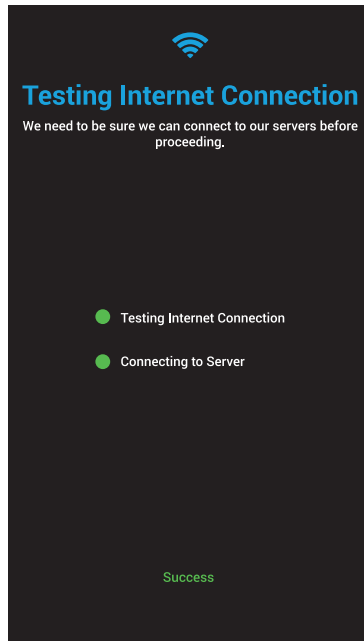 Testing Internet Connection
We need to be sure we can connect to our servers before
proceeding.
Testing Internet Connection
Connecting to Server
Success